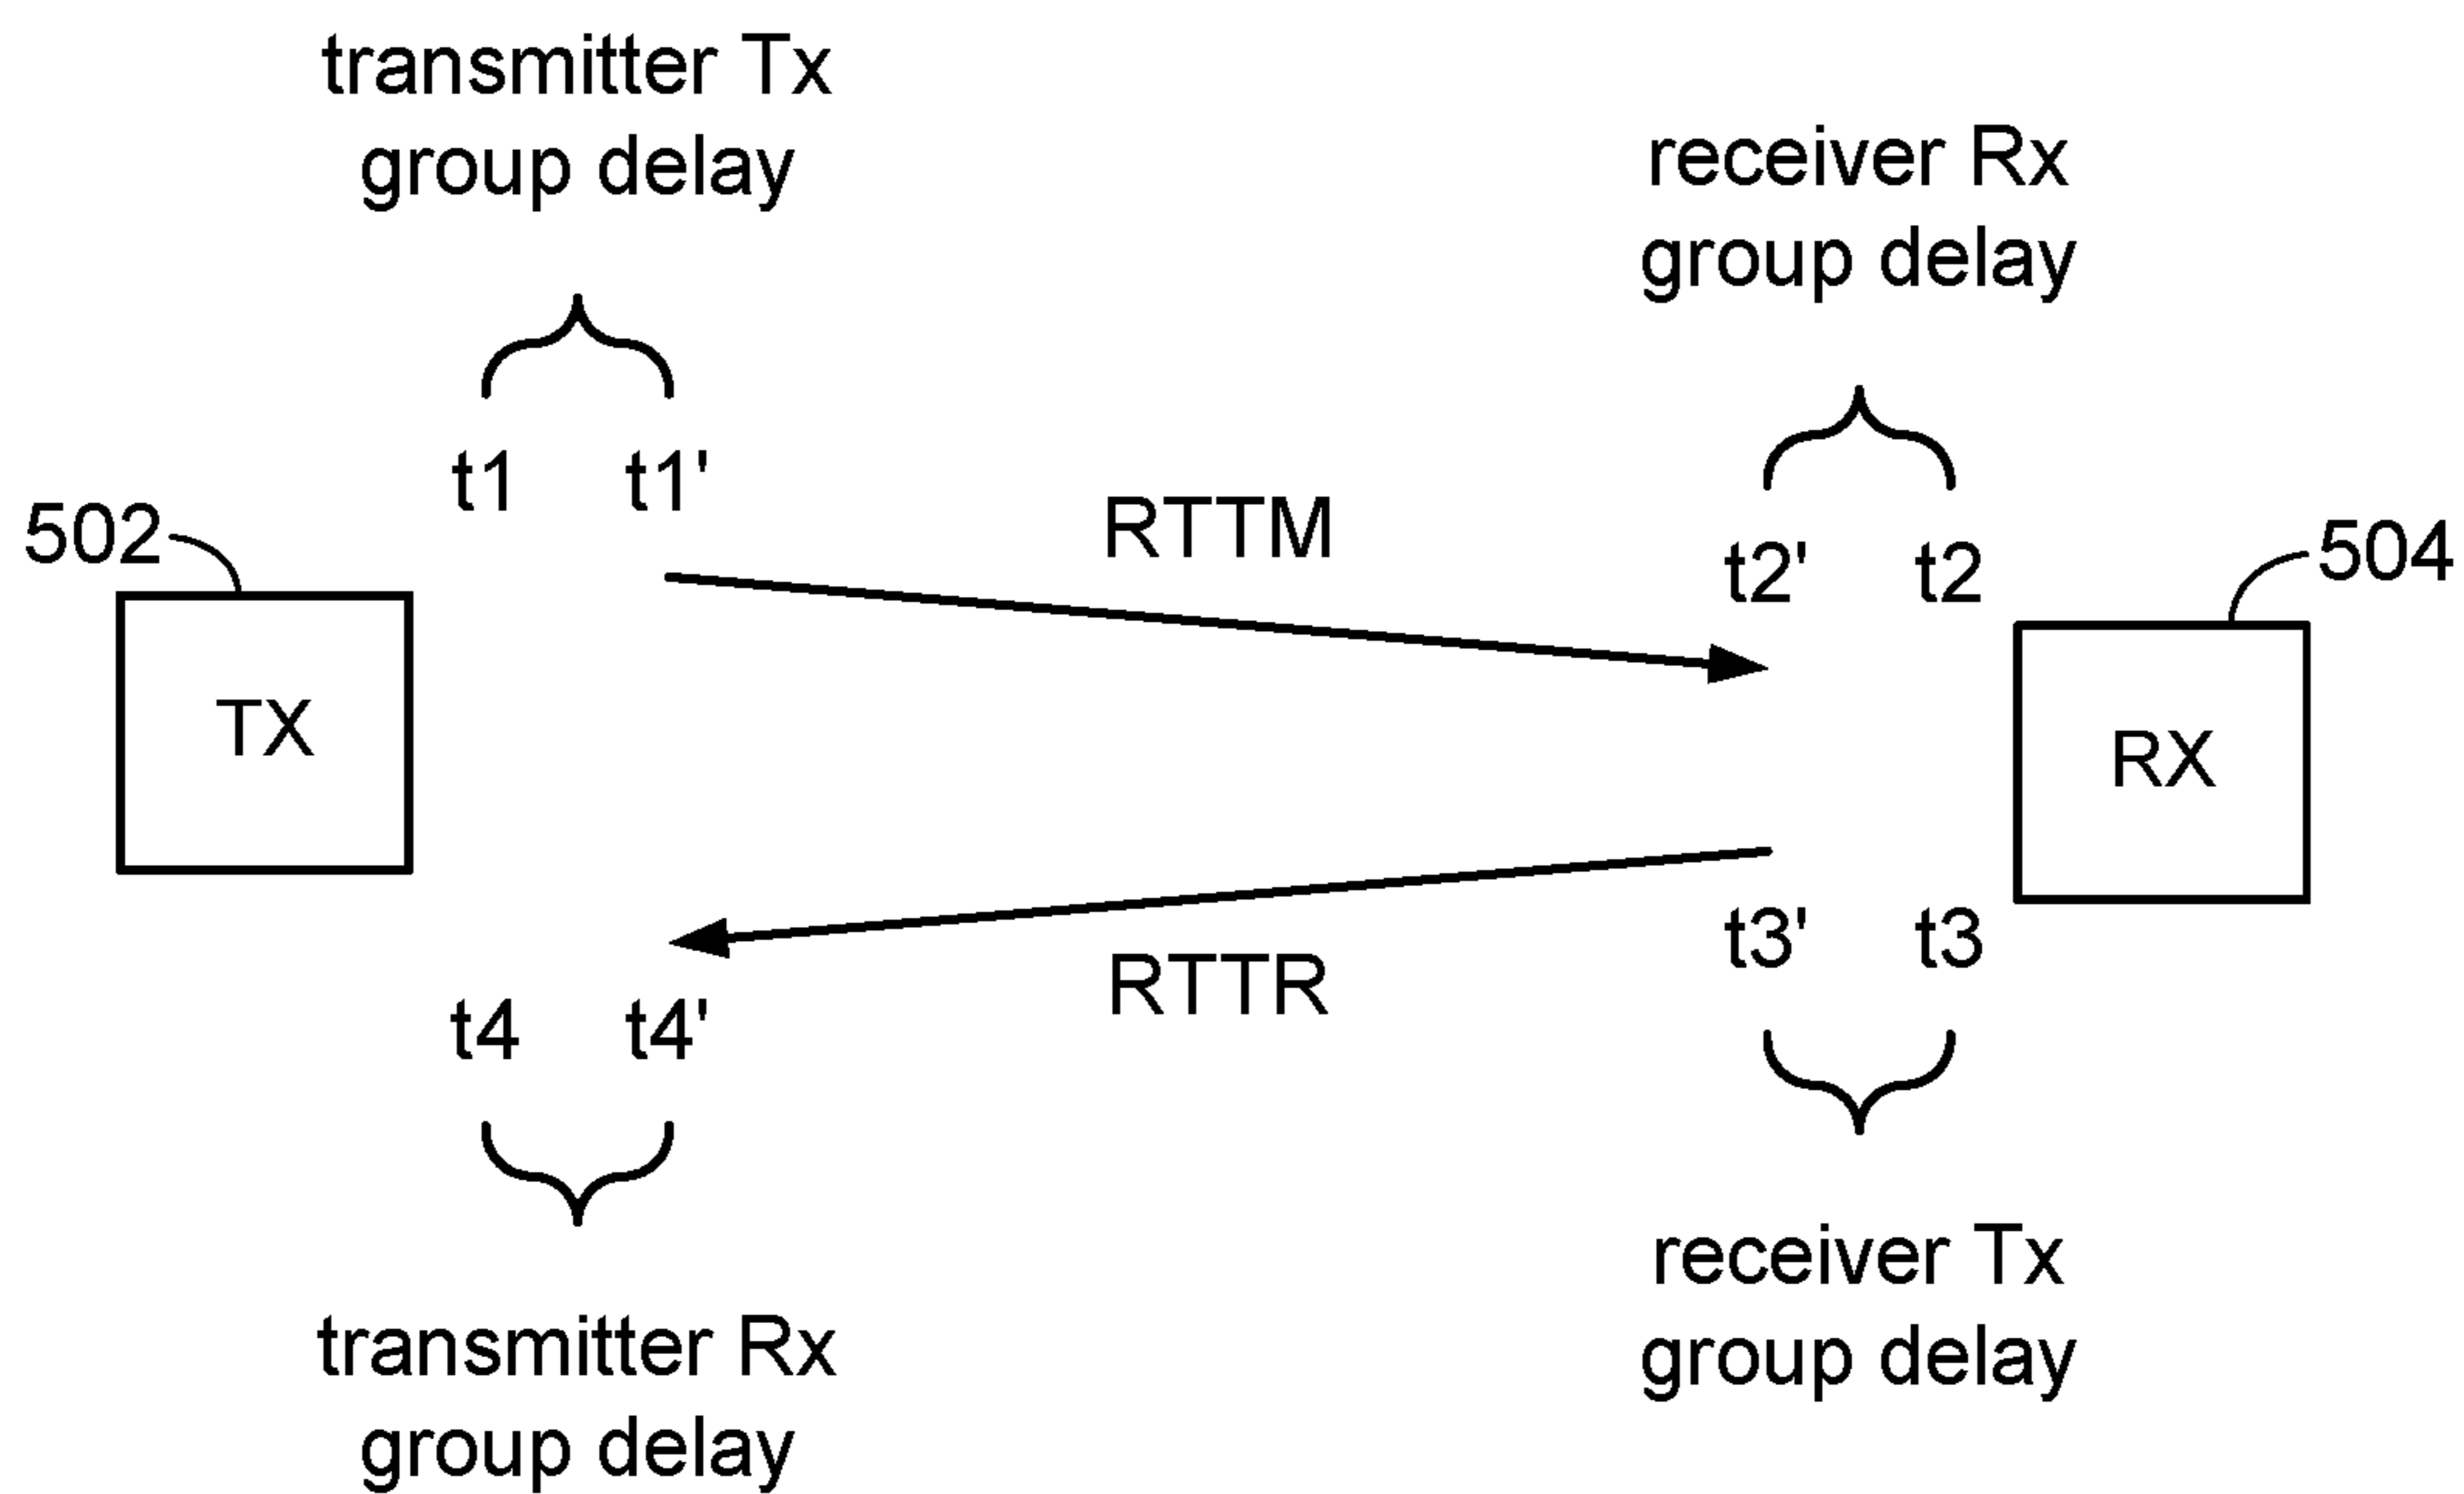 transmitter Tx
group delay
receiver Rx
group delay
t1 t1'
RTTM
502
t2' t2
504
TX
RX
t3' t3
RTTR
t4 t4'
receiver Tx
group delay
transmitter Rx
group delay